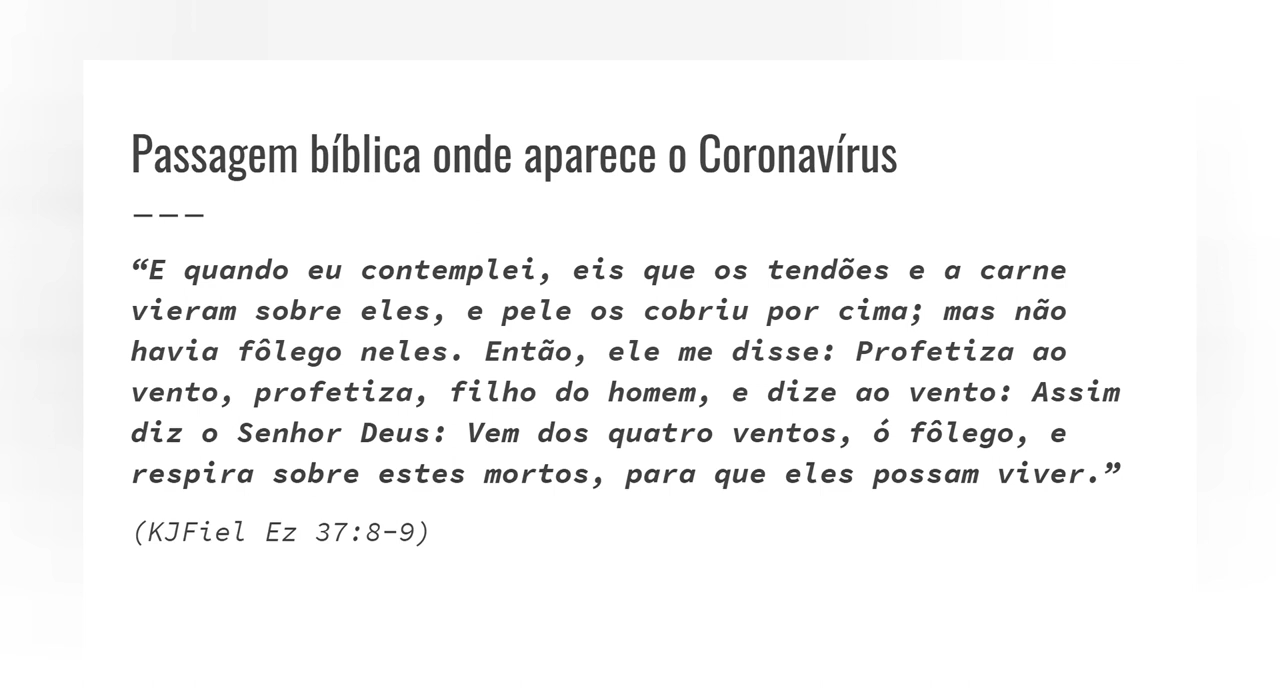 Passagem bíblica onde aparece o Coronavírus
———
“E quando eu contemplei, eis que os tendões e a carne
vieram sobre eles, e pele os cobriu por cima; mas não
havia fôlego neles. Então, ele me disse: Profetiza ao
vento, profetiza, filho do homem, e dize ao vento: Assim
diz o Senhor Deus: Vem dos quatro ventos, ó fôlego, e
respira sobre estes mortos, para que eles possam viver.”
(KJFiel Ez 37:8-9)